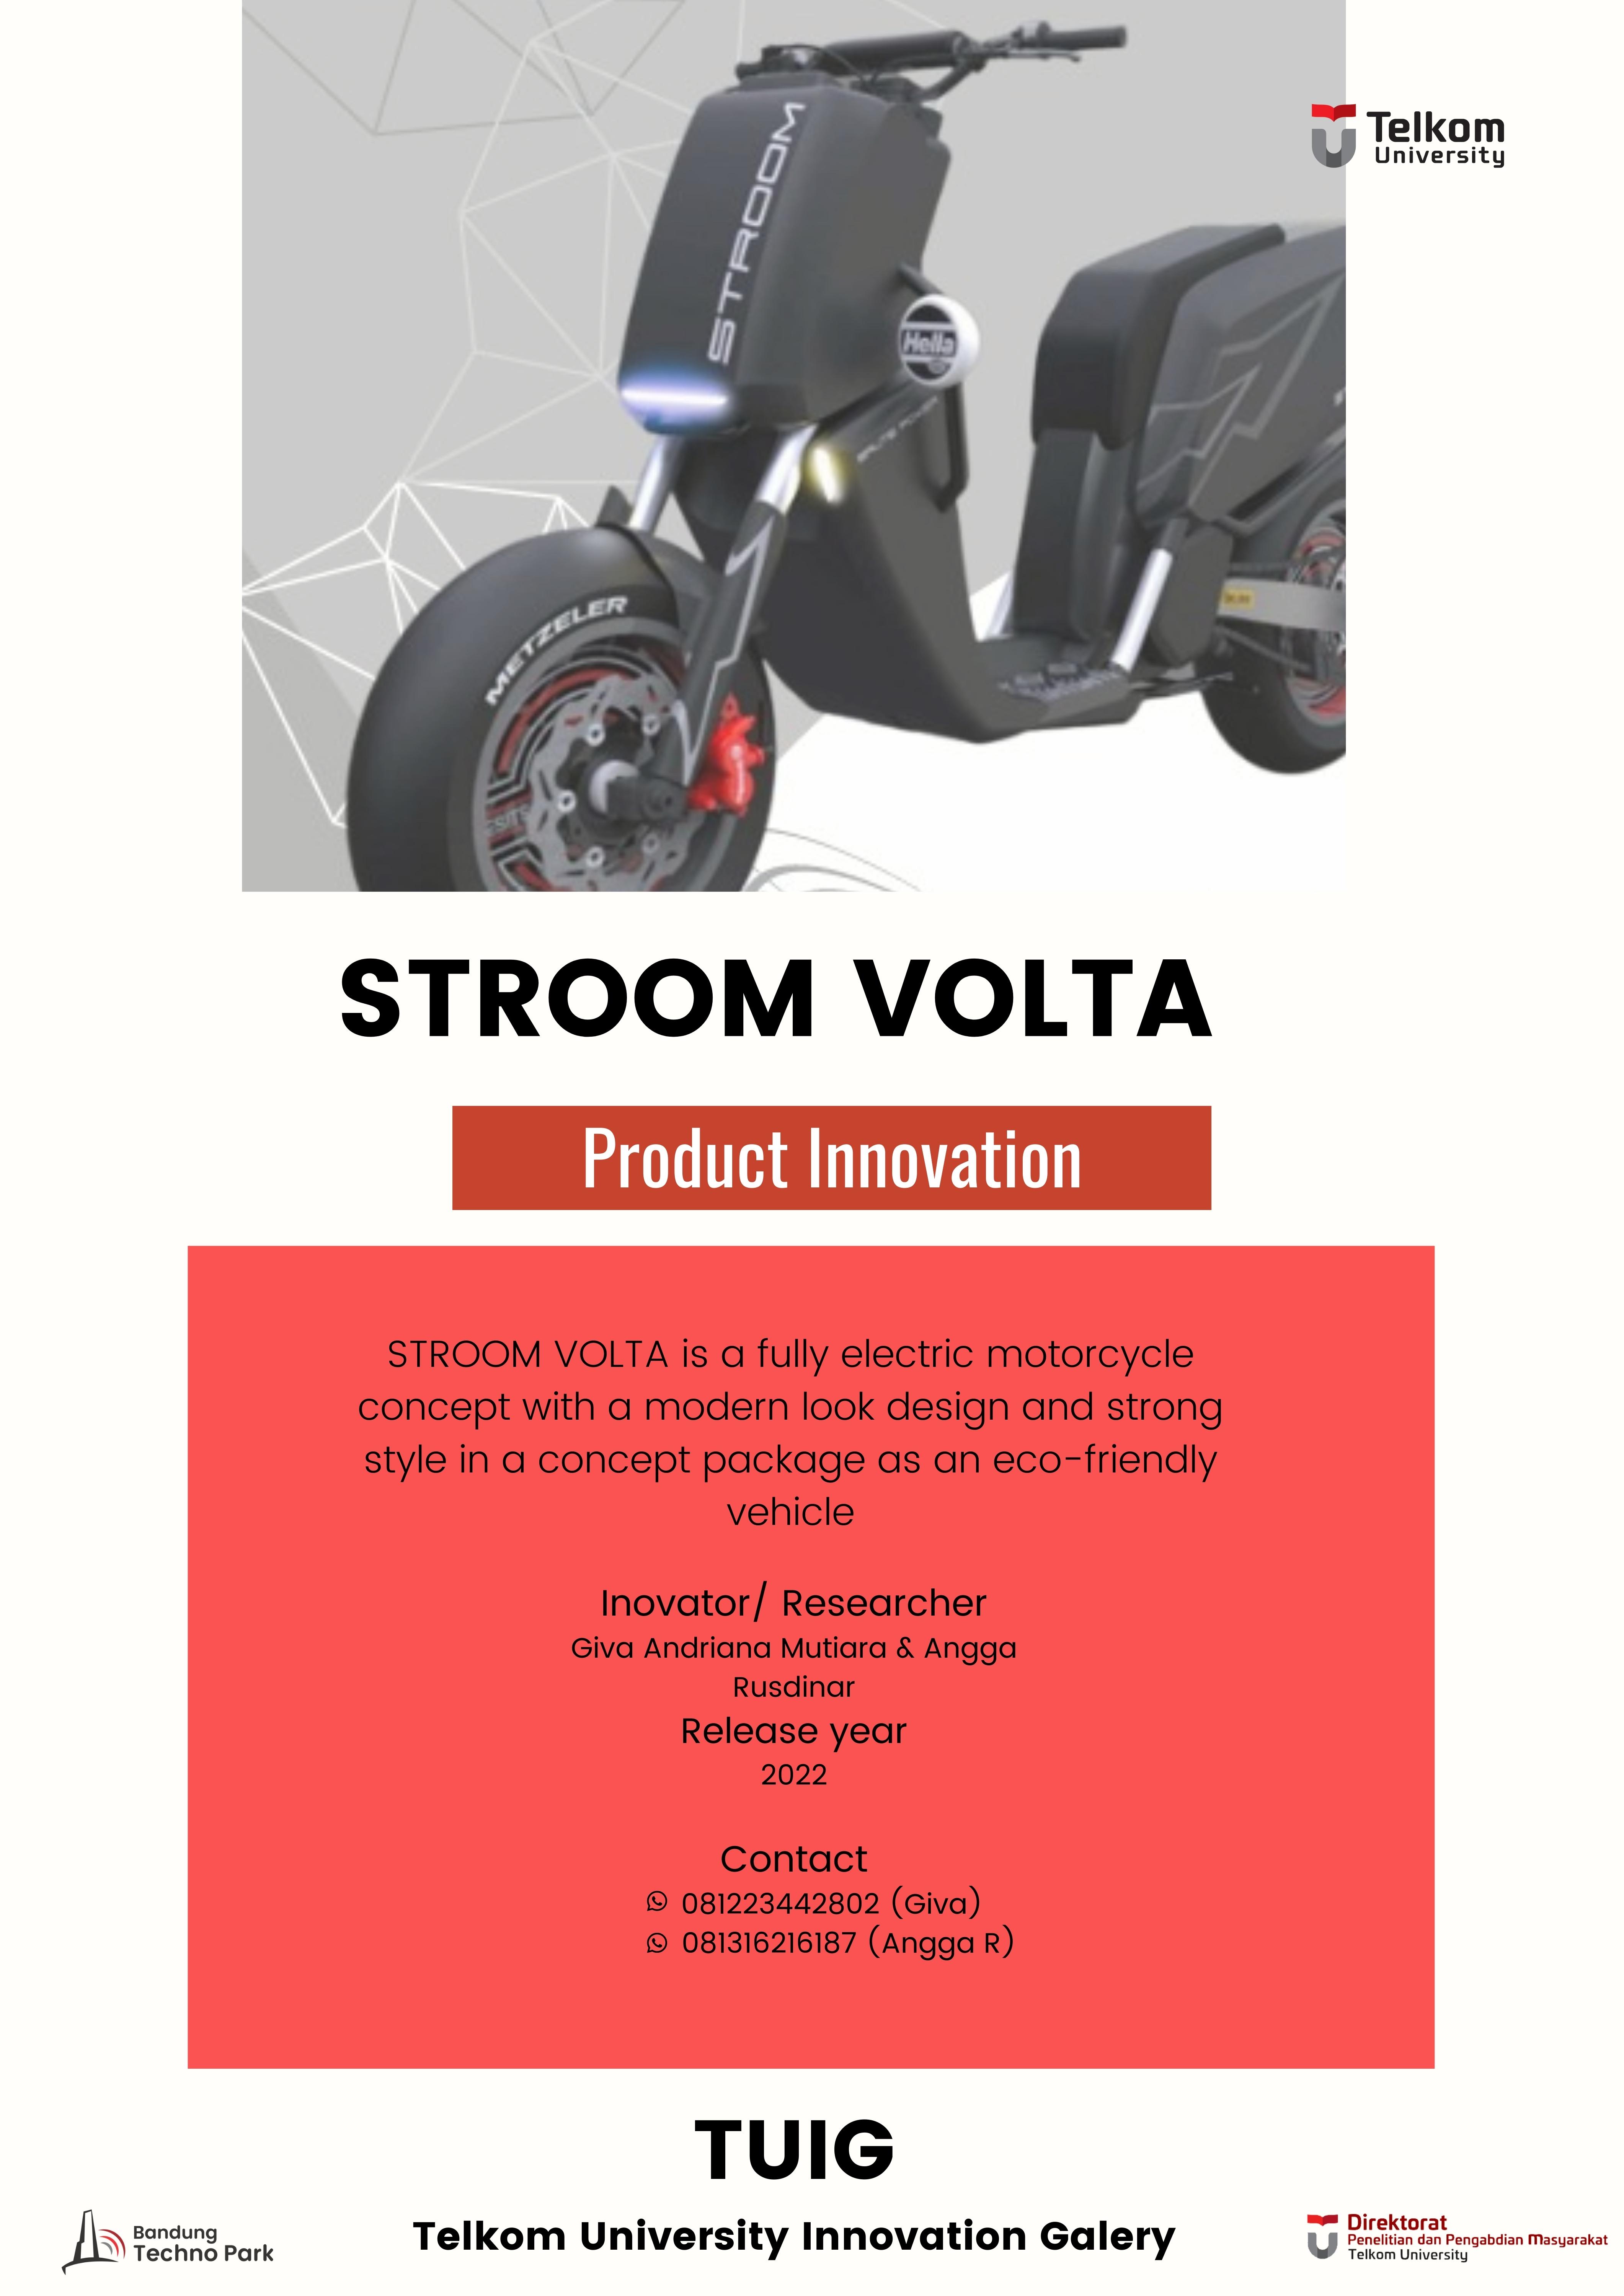 Telkom
University
STROOM
Hella
METZELER
STROOM VOLTA
Product Innovation
STROOM VOLTA is a fully electric motorcycle
concept with a modern look design and strong
style in a concept package as an eco-friendly
vehicle
Inovator/ Researcher
Giva Andriana Mutiara & Angga
Rusdinar
Release year
2022
Contact
081223442802 (Giva)
081316216187 (Angga R)
TUIG
Telkom University Innovation Galery
Bandung
Techno Park
Direktorat
Penelitian dan Pengabdian Masyarakat
Telkom University